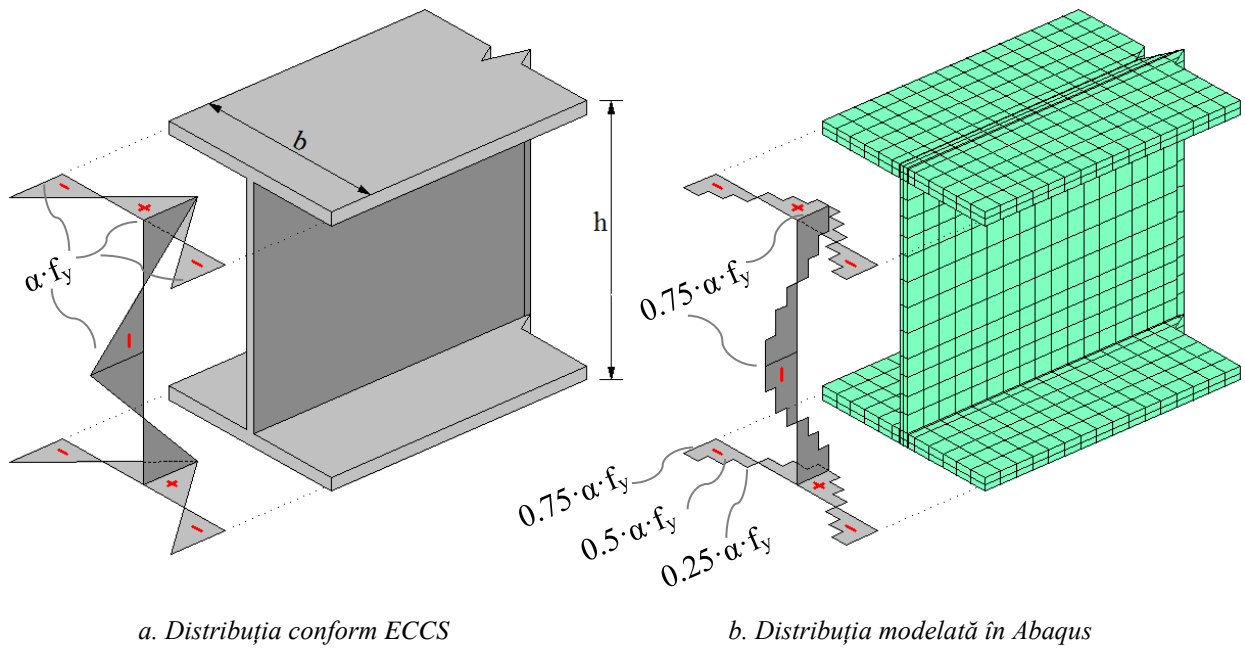 b
h
α·fy
0.75·α·fy
0.75·α·fy
0.5·α·fy
0.25·α·fy
a. Distribuția conform ECCS
b. Distribuția modelată în Abaqus